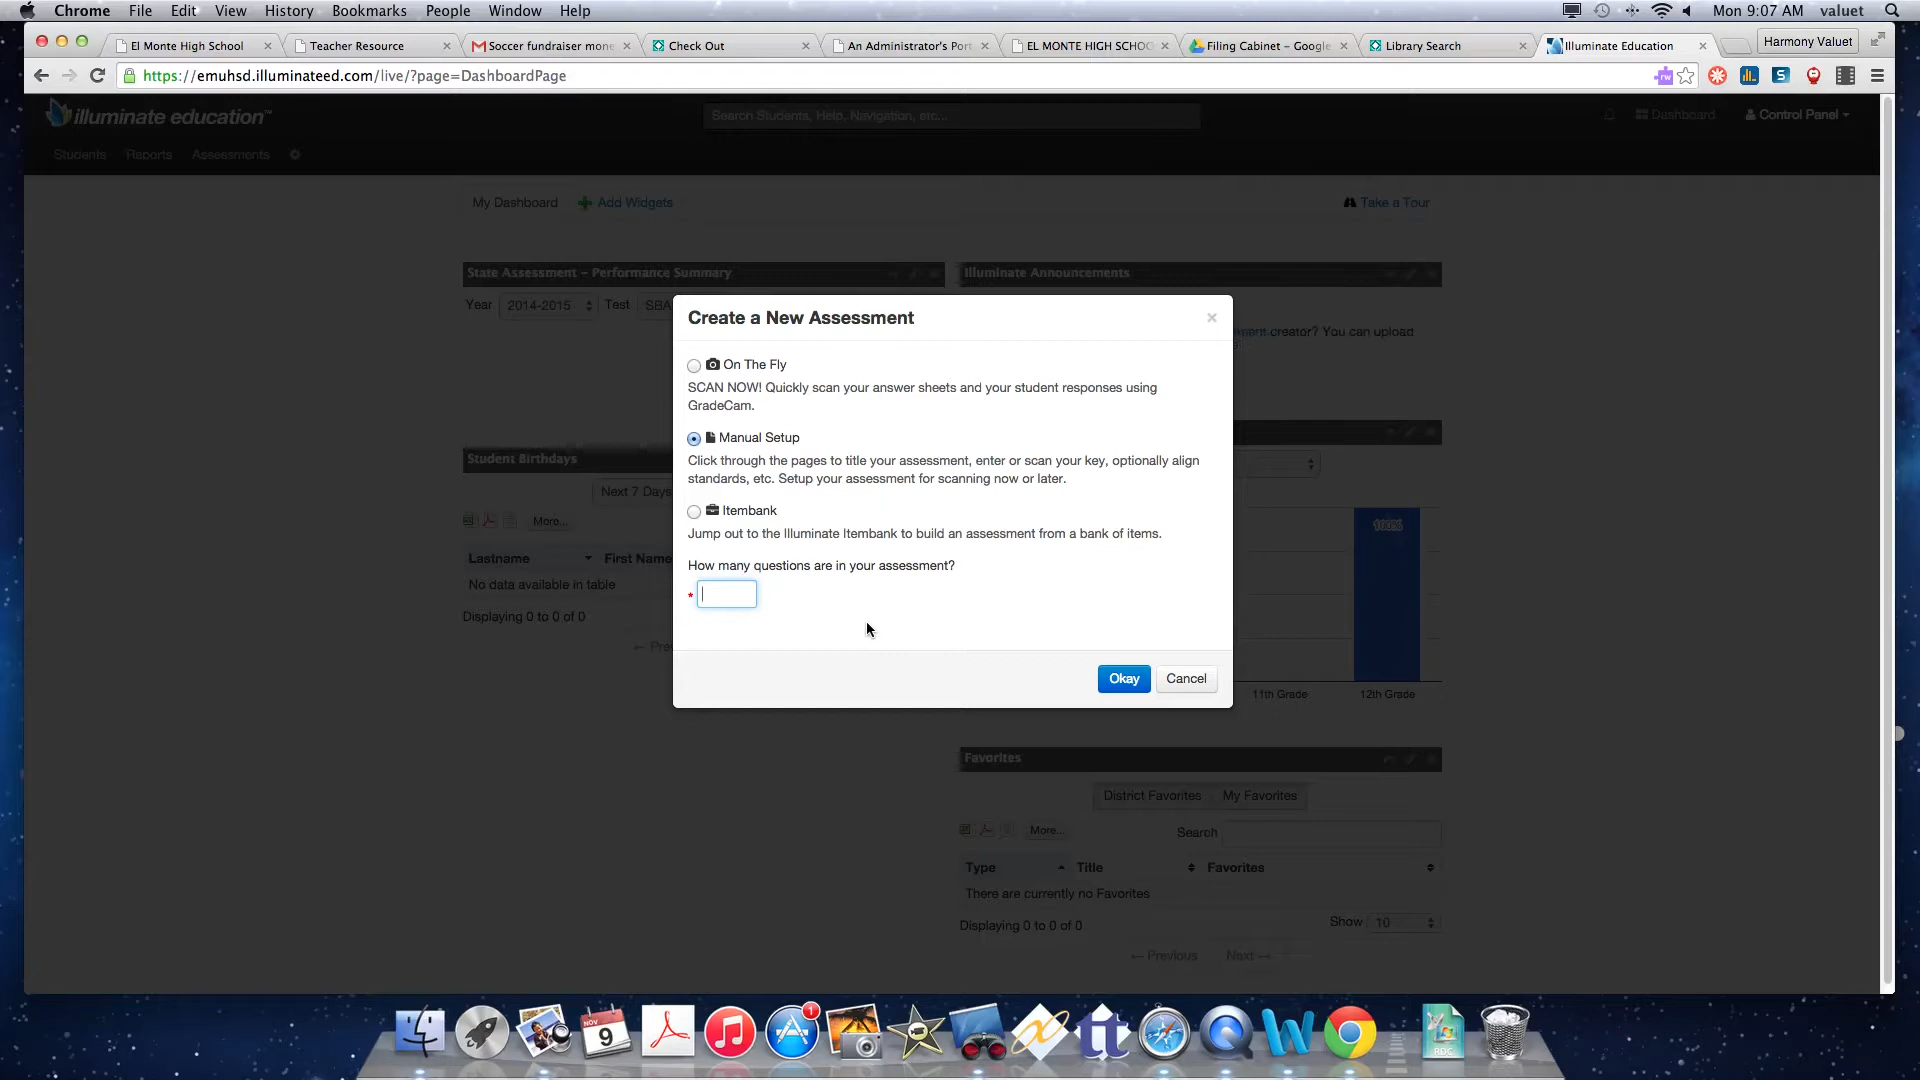 Chrome File Edit View History Bookmarks People Window Help Mon 9:07 AM valuet
El Monte High School Teacher Resource Soccer fundraiser mone Check Out An Administrator's Port EL MONTE HIGH SCHOO Filing Cabinet – Google Library Search Illuminate Education Harmony Valuet
https://emuhsd.illuminateed.com/live/?page=DashboardPage
illuminate education™ Search Students, Help, Navigation, etc... Dashboard Control Panel
Students Reports Assessments
My Dashboard Add Widgets Take a Tour
State Assessment – Performance Summary Illuminate Announcements
Year 2014-2015 Test SBA
creator? You can upload
Create a New Assessment
On The Fly
SCAN NOW! Quickly scan your answer sheets and your student responses using
GradeCam.
Manual Setup
Click through the pages to title your assessment, enter or scan your key, optionally align
standards, etc. Setup your assessment for scanning now or later.
Itembank
Jump out to the Illuminate Itembank to build an assessment from a bank of items.
How many questions are in your assessment?
*
Okay Cancel
Student Birthdays
Next 7 Days
More...
Lastname First Name
No data available in table
Displaying 0 to 0 of 0
← Pre
100%
11th Grade 12th Grade
Favorites
District Favorites My Favorites
More... Search
Type Title Favorites
There are currently no Favorites
Displaying 0 to 0 of 0 Show 10
← Previous Next →
NOV
9
1
RDC